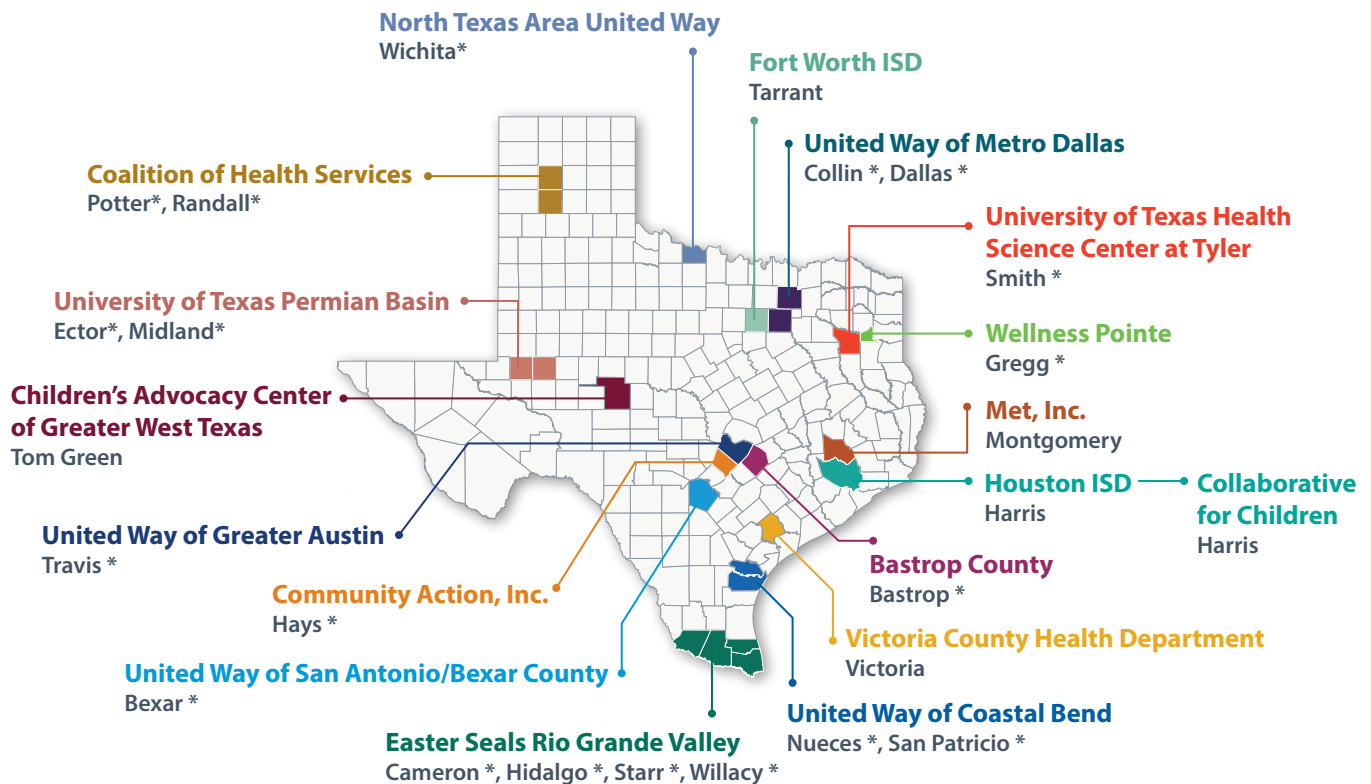 North Texas Area United Way
Wichita*
Fort Worth ISD
Tarrant
United Way of Metro Dallas
Collin *, Dallas *
Coalition of Health Services
Potter*, Randall*
University of Texas Health
Science Center at Tyler
Smith *
University of Texas Permian Basin
Ector*, Midland*
Wellness Pointe
Gregg *
Children’s Advocacy Center
of Greater West Texas
Tom Green
Met, Inc.
Montgomery
Houston ISD
Harris
Collaborative
for Children
Harris
United Way of Greater Austin
Travis *
Bastrop County
Bastrop *
Community Action, Inc.
Hays *
Victoria County Health Department
Victoria
United Way of San Antonio/Bexar County
Bexar *
United Way of Coastal Bend
Nueces *, San Patricio *
Easter Seals Rio Grande Valley
Cameron *, Hidalgo *, Starr *, Willacy *